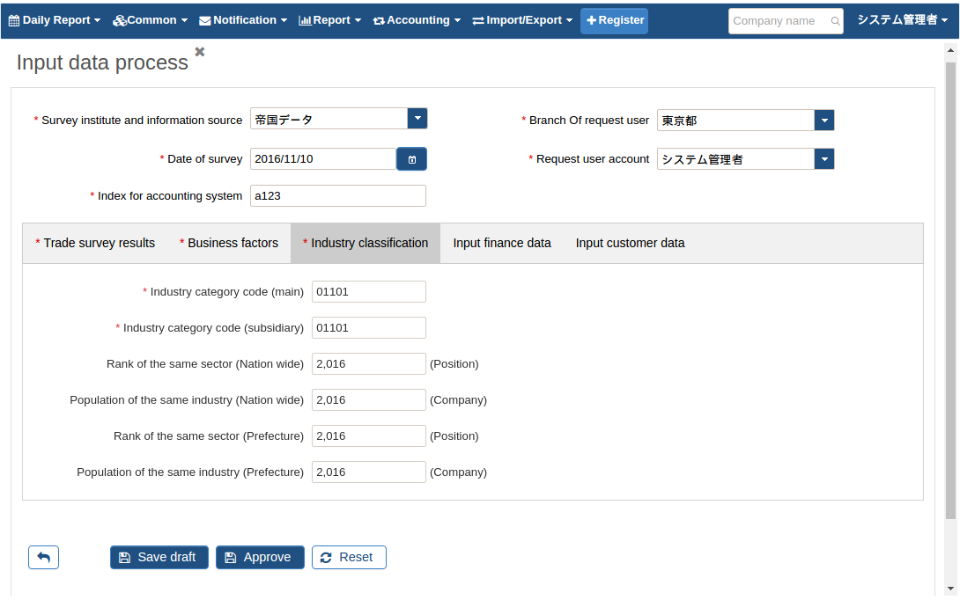 Daily Report Common Notification Report Accounting Import/Export + Register Company name システム管理者
Input data process ✖
* Survey institute and information source 帝国データ * Branch Of request user 東京都
* Date of survey 2016/11/10 * Request user account システム管理者
* Index for accounting system a123
* Trade survey results * Business factors * Industry classification Input finance data Input customer data
* Industry category code (main) 01101
* Industry category code (subsidiary) 01101
Rank of the same sector (Nation wide) 2,016 (Position)
Population of the same industry (Nation wide) 2,016 (Company)
Rank of the same sector (Prefecture) 2,016 (Position)
Population of the same industry (Prefecture) 2,016 (Company)
Save draft Approve Reset